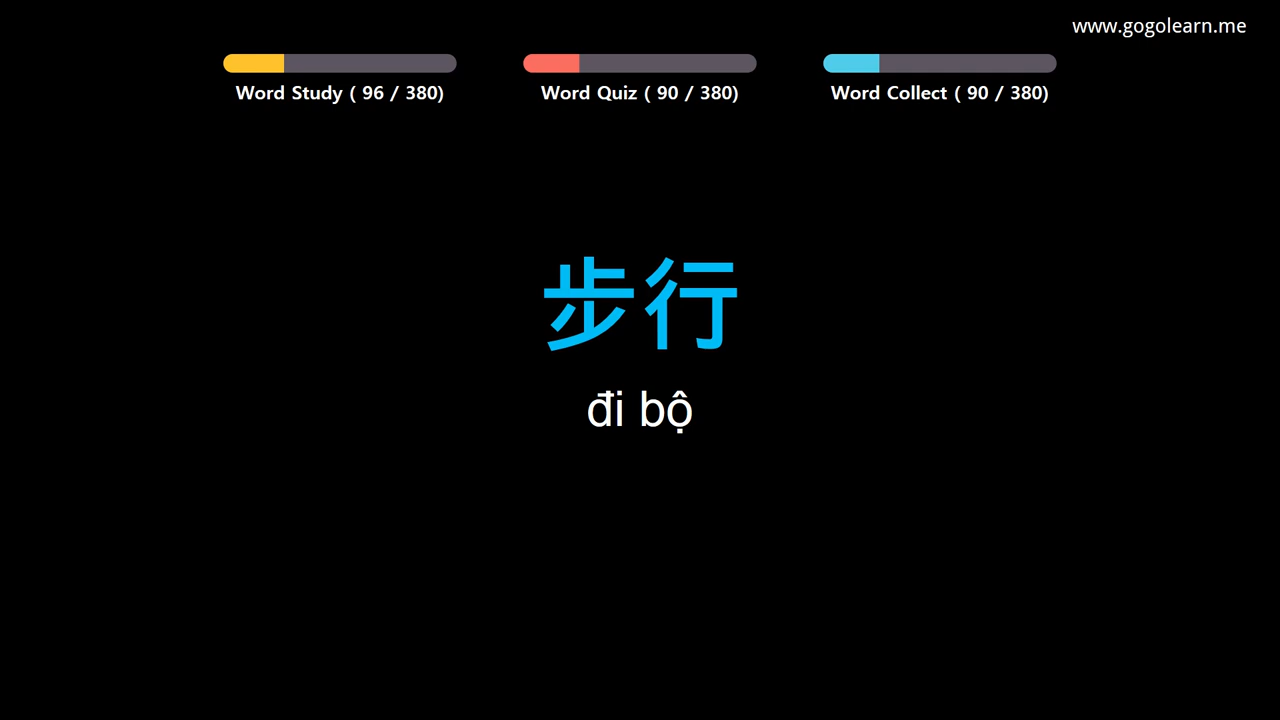 www.gogolearn.me
Word Study ( 96 / 380)
Word Quiz ( 90 / 380)
Word Collect ( 90 / 380)
步行
đi bộ